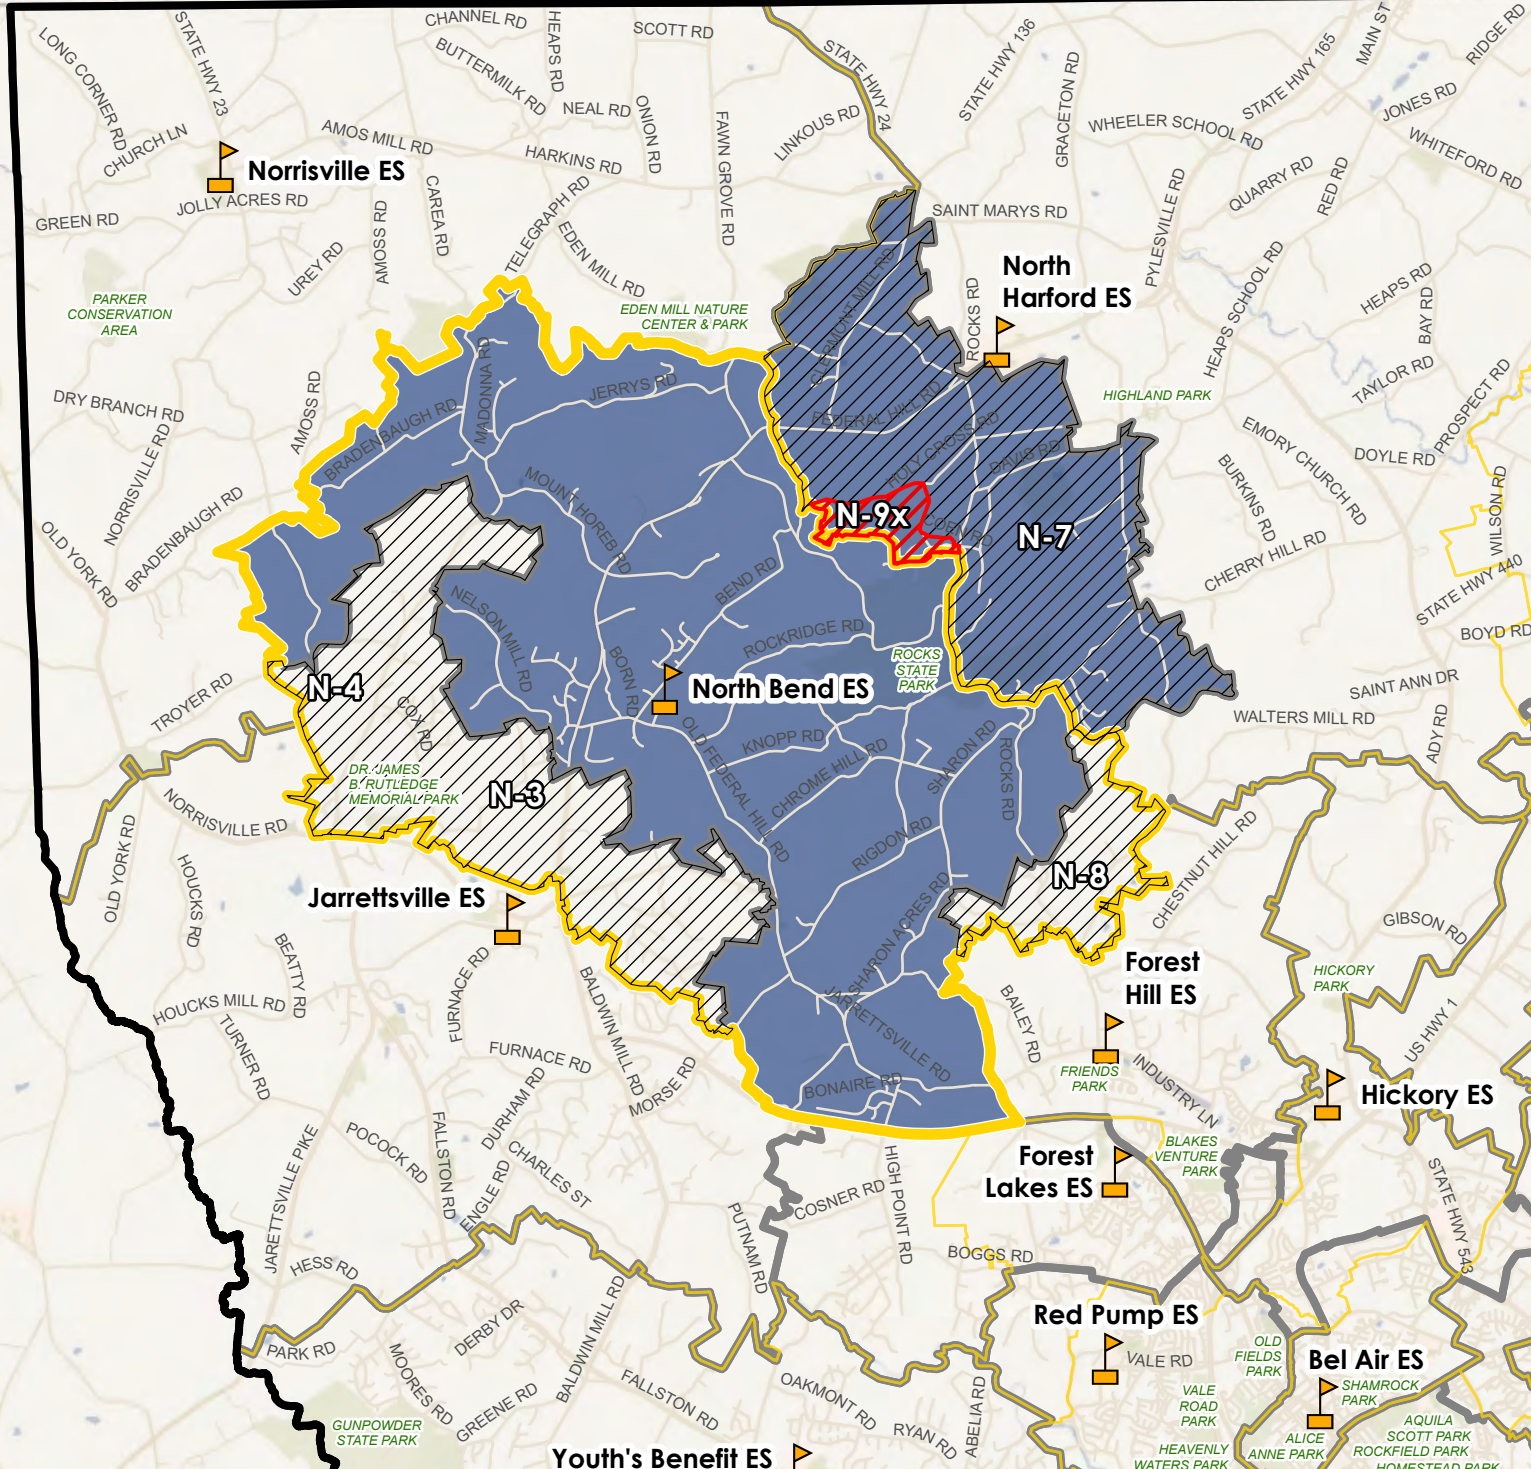 CHANNEL RD
SCOTT RD
HEAPS RD
STATE HWY 23
LONG CORNER RD
BUTTERMILK RD
STATE HWY 24
STATE HWY 136
STATE HWY 165
MAIN ST
RIDGE RD
NEAL RD
ONION RD
FAWN GROVE RD
LINKOUS RD
GRACETON RD
WHEELER SCHOOL RD
JONES RD
WHITEFORD RD
CHURCH LN
AMOS MILL RD
HARKINS RD
Norrisville ES
JOLLY ACRES RD
GREEN RD
CAREA RD
AMOSS RD
UREY RD
TELEGRAPH RD
EDEN MILL RD
SAINT MARYS RD
PYLESVILLE RD
QUARRY RD
RED RD
North
Harford ES
ROCKS RD
HEAPS SCHOOL RD
HEAPS RD
BAY RD
PARKER
CONSERVATION
AREA
EDEN MILL NATURE
CENTER & PARK
CLERMONT MILL RD
MADONNA RD
JERRYS RD
BRADENBAUGH RD
AMOSS RD
DRY BRANCH RD
NORRISVILLE RD
RD
FEDERAL HILL RD
HOLY CROSS RD
DAVIS RD
HIGHLAND PARK
TAYLOR RD
PROSPECT RD
EMORY CHURCH RD
DOYLE RD
BURKINS RD
WILSON RD
MOUNT HOREB RD
N-9x
COEN RD
N-7
BRADENBAUGH RD
OLD YORK RD
CHERRY HILL RD
STATE HWY 440
BOYD RD
BEND RD
NELSON MILL RD
ROCKRIDGE RD
ROCKS
STATE
PARK
BORN RD
North Bend ES
N-4
COX RD
TROYER RD
SAINT ANN DR
WALTERS MILL RD
ADY RD
OLD FEDERAL HILL RD
KNOPP RD
CHROME HILL RD
SHARON RD
ROCKS RD
DR. JAMES
B. RUTLEDGE
MEMORIAL PARK
N-3
NORRISVILLE RD
OLD YORK RD
RIGDON RD
N-8
CHESTNUT HILL RD
HOUCKS RD
Jarrettsville ES
SHARON ACRES RD
GIBSON RD
BEATTY RD
FURNACE RD
BALDWIN MILL RD
Forest
Hill ES
HICKORY
PARK
HOUCKS MILL RD
TURNER RD
JARRETTSVILLE RD
BAILEY RD
US HWY 1
FURNACE RD
MORSE RD
BONAIRE RD
FRIENDS
PARK
INDUSTRY LN
Hickory ES
DURHAM RD
FALLSTON RD
POCOCK RD
CHARLES ST
ENGLE RD
JARETTSVILLE PIKE
HIGH POINT RD
COSNER RD
PUTNAM RD
Forest
Lakes ES
BLAKES
VENTURE
PARK
STATE HWY 543
BOGGS RD
HESS RD
PARK RD
DERBY DR
BALDWIN MILL RD
MOORES RD
GREENE RD
FALLSTON RD
OAKMONT RD
RYAN RD
ABELIARD
Red Pump ES
VALE RD
OLD
FIELDS
PARK
Bel Air ES
SHAMROCK
PARK
VALE
ROAD
PARK
GUNPOWDER
STATE PARK
Youth's Benefit ES
HEAVENLY
WATERS PARK
ALICE
ANNE PARK
AQUILA
SCOTT PARK
ROCKFIELD PARK
HOMESTEAD PARK